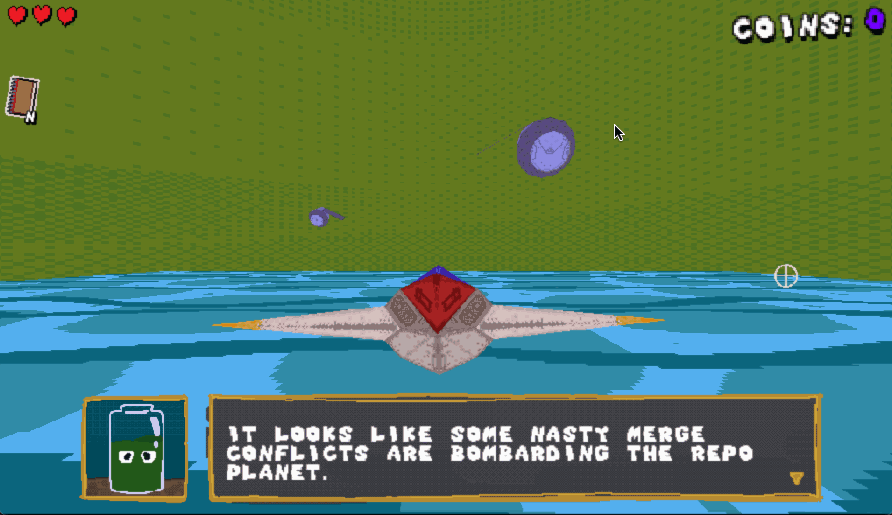 COINS: 0
N
IT LOOKS LIKE SOME NASTY MERGE
CONFLICTS ARE BOMBARDING THE REPO
PLANET.